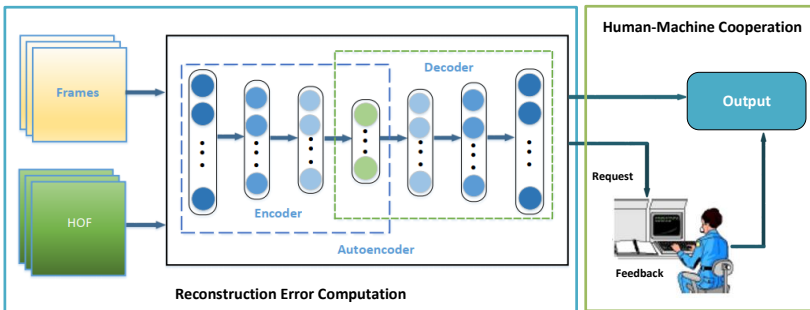 Human-Machine Cooperation
Decoder
Frames
Output
Request
HOF
Encoder
Autoencoder
Feedback
Reconstruction Error Computation